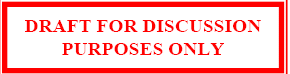 DRAFT FOR DISCUSSION
PURPOSES ONLY